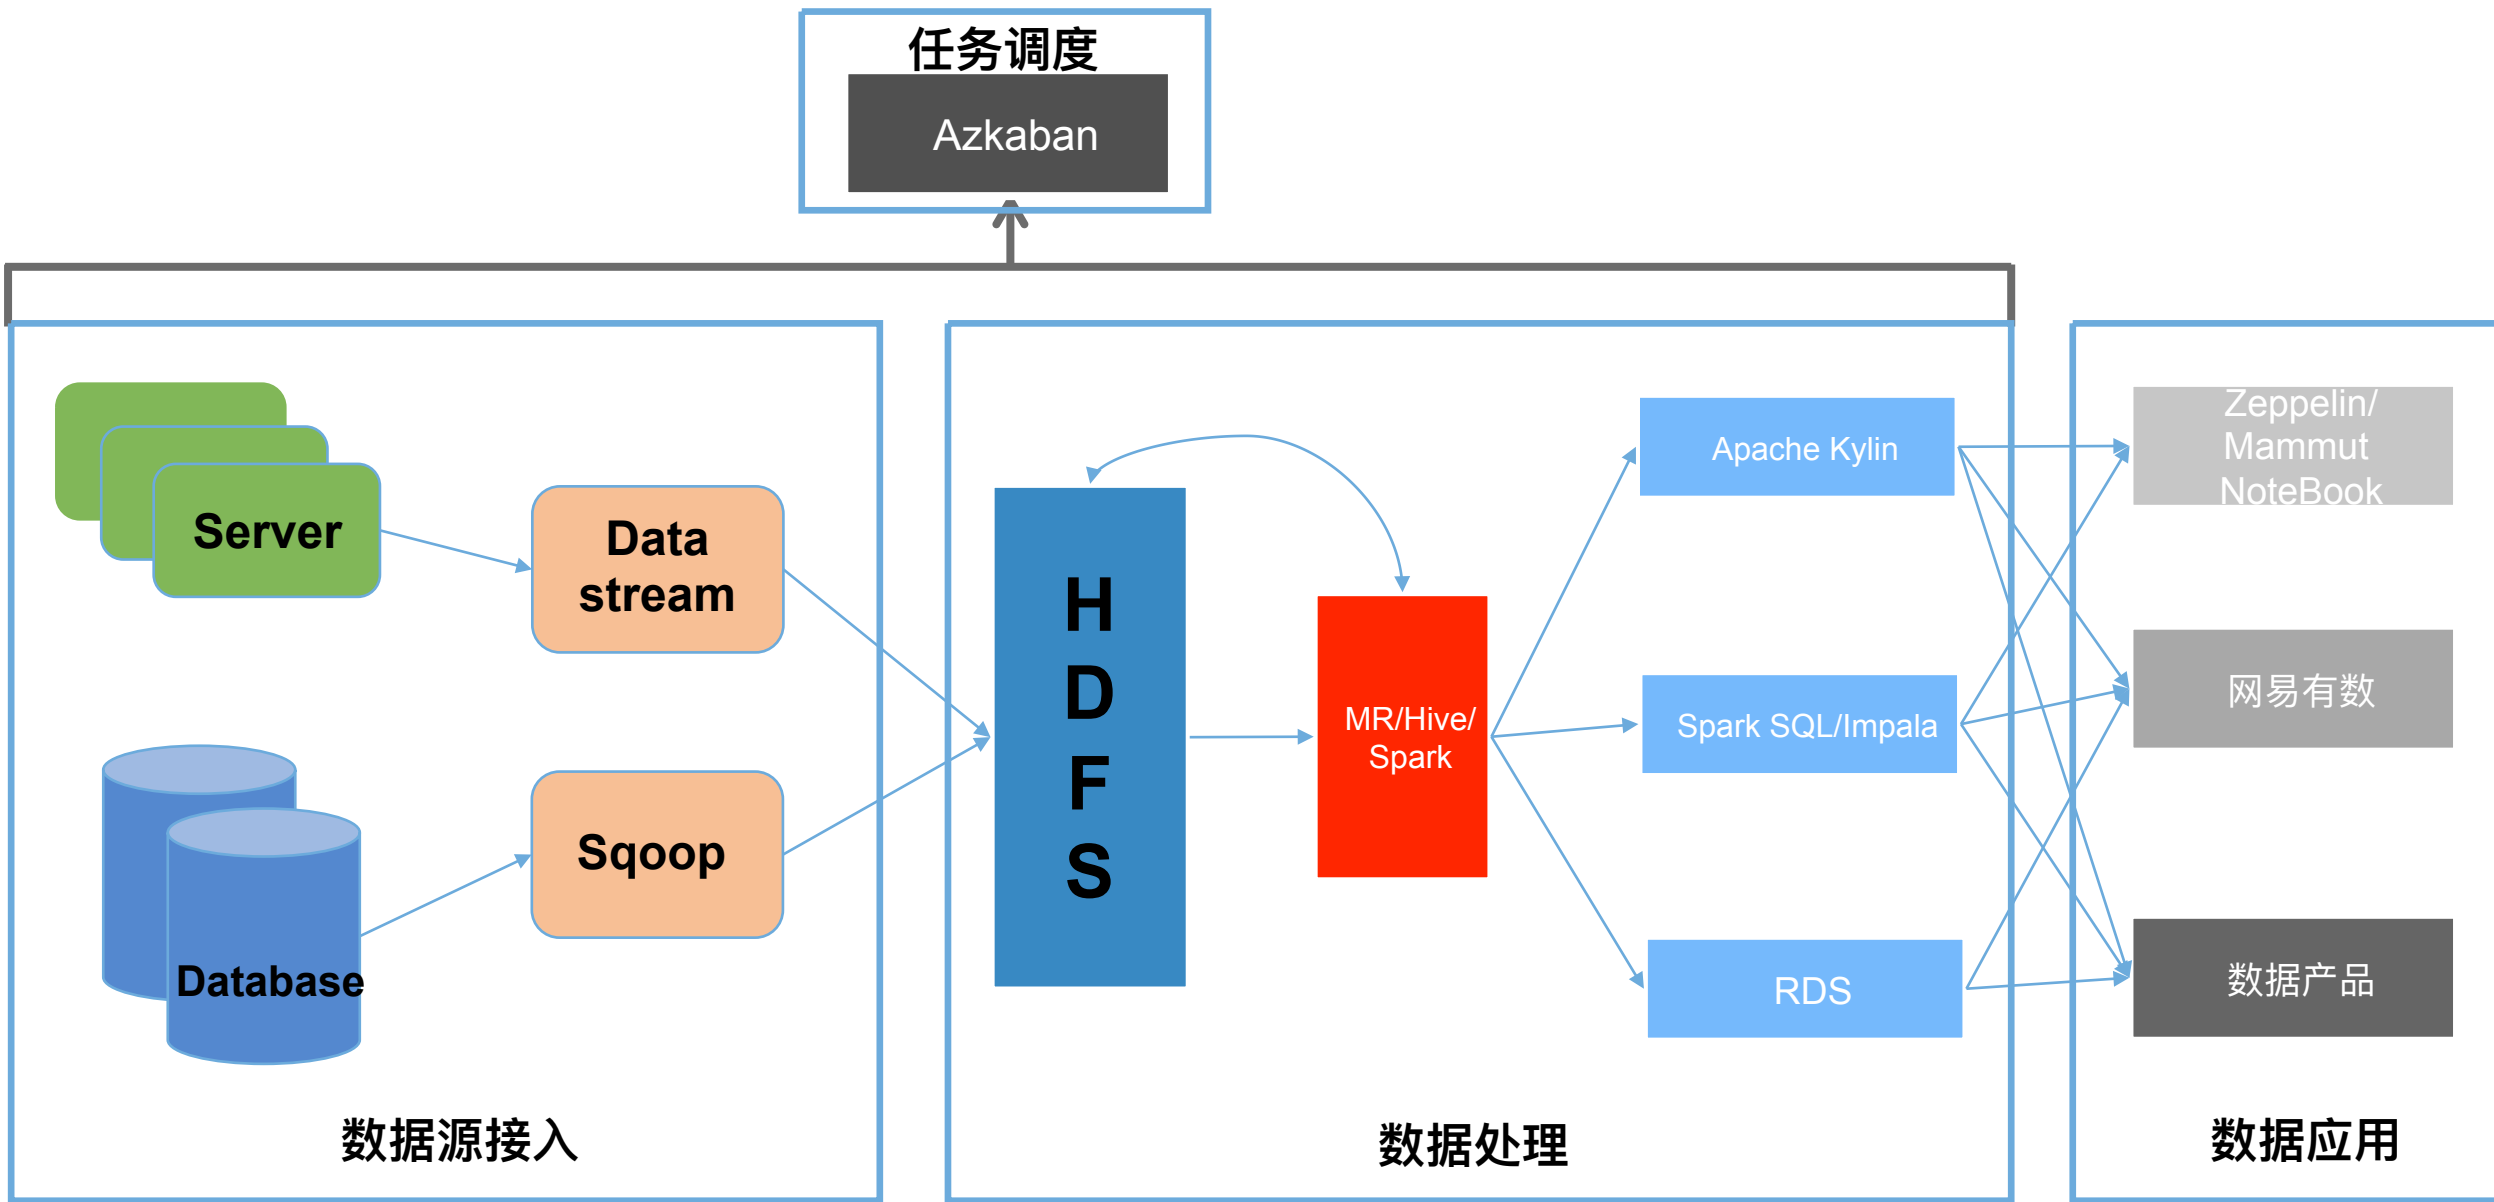 任务调度
Azkaban
Server
Data
stream
Sqoop
Database
数据源接入
H
D
F
S
MR/Hive/
Spark
Apache Kylin
Spark SQL/Impala
RDS
数据处理
Zeppelin/
Mammut
NoteBook
网易有数
数据产品
数据应用